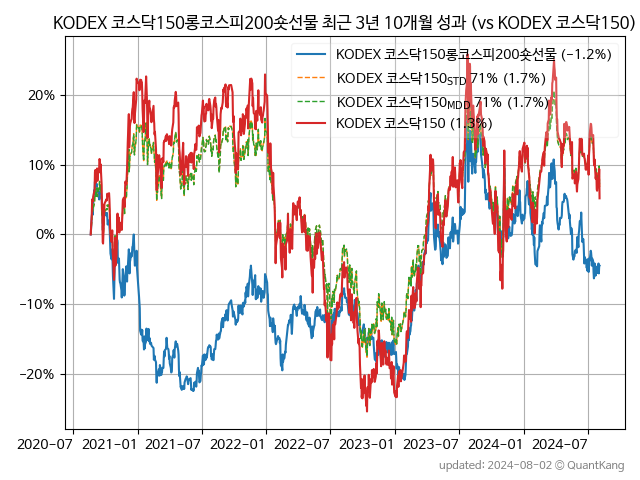 KODEX 코스닥150롱코스피200숏선물 최근 3년 10개월 성과 (vs KODEX 코스닥150)
KODEX 코스닥150롱코스피200숏선물 (−1.2%)
KODEX 코스닥150STD 71% (1.7%)
KODEX 코스닥150MDD 71% (1.7%)
KODEX 코스닥150 (1.3%)
20%
10%
0%
−10%
−20%
2020-07 2021-01 2021-07 2022-01 2022-07 2023-01 2023-07 2024-01 2024-07
updated: 2024-08-02 © QuantKang